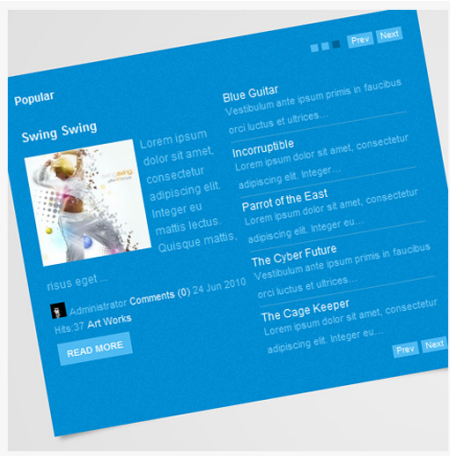 Prev Next
Popular
Swing Swing
Lorem ipsum
dolor sit amet,
consectetur
adipiscing elit.
Integer eu
mattis lectus.
Quisque mattis,
risus eget ...
Administrator Comments (0) 24 Jun 2010
Hits:37 Art Works
READ MORE
Blue Guitar
Vestibulum ante ipsum primis in faucibus
orci luctus et ultrices...
Incorruptible
Lorem ipsum dolor sit amet, consectetur
adipiscing elit. Integer...
Parrot of the East
Lorem ipsum dolor sit amet, consectetur
adipiscing elit. Integer eu...
The Cyber Future
Vestibulum ante ipsum primis in faucibus
orci luctus et ultrices...
The Cage Keeper
Lorem ipsum dolor sit amet, consectetur
adipiscing elit. Integer eu...
Prev Next